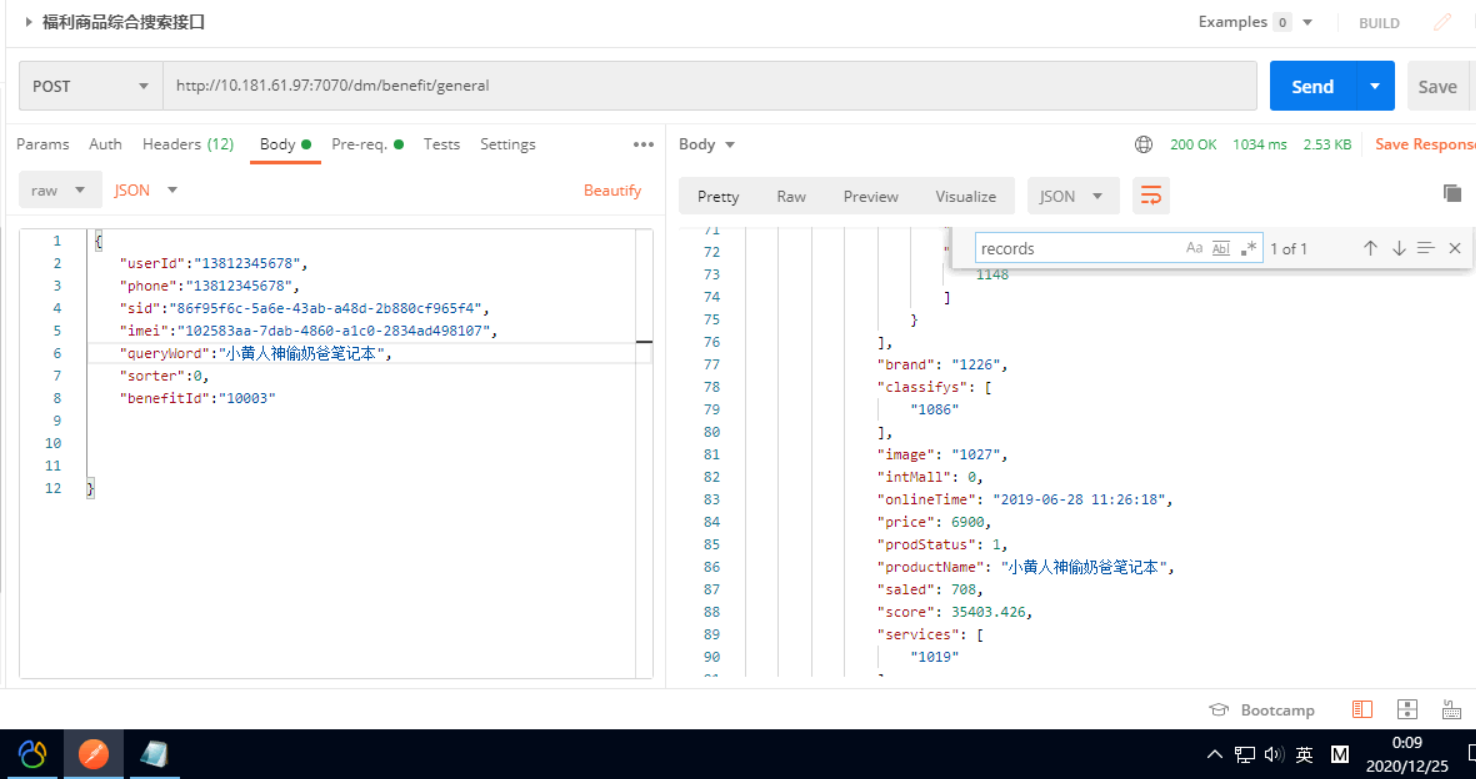 福利商品综合搜索接口
Examples 0
BUILD
POST
http://10.181.61.97:7070/dm/benefit/general
Send
Save
Params Auth Headers (12) Body Pre-req. Tests Settings
raw JSON Beautify
1 {
2 "userId":"13812345678",
3 "phone":"13812345678",
4 "sid":"86f95f6c-5a6e-43ab-a48d-2b880cf965f4",
5 "imei":"102583aa-7dab-4860-a1c0-2834ad498107",
6 "queryWord":"小黄人神偷奶爸笔记本",
7 "sorter":0,
8 "benefitId":"10003"
9
10
11
12 }
Body 200 OK 1034 ms 2.53 KB Save Respons
Pretty Raw Preview Visualize JSON
records Aa Abl .* 1 of 1
71
72 "
73 1148
74 ]
75 }
76 ],
77 "brand": "1226",
78 "classifys": [
79 "1086"
80 ],
81 "image": "1027",
82 "intMall": 0,
83 "onlineTime": "2019-06-28 11:26:18",
84 "price": 6900,
85 "prodStatus": 1,
86 "productName": "小黄人神偷奶爸笔记本",
87 "saled": 708,
88 "score": 35403.426,
89 "services": [
90 "1019"
Bootcamp
英 M
0:09
2020/12/25